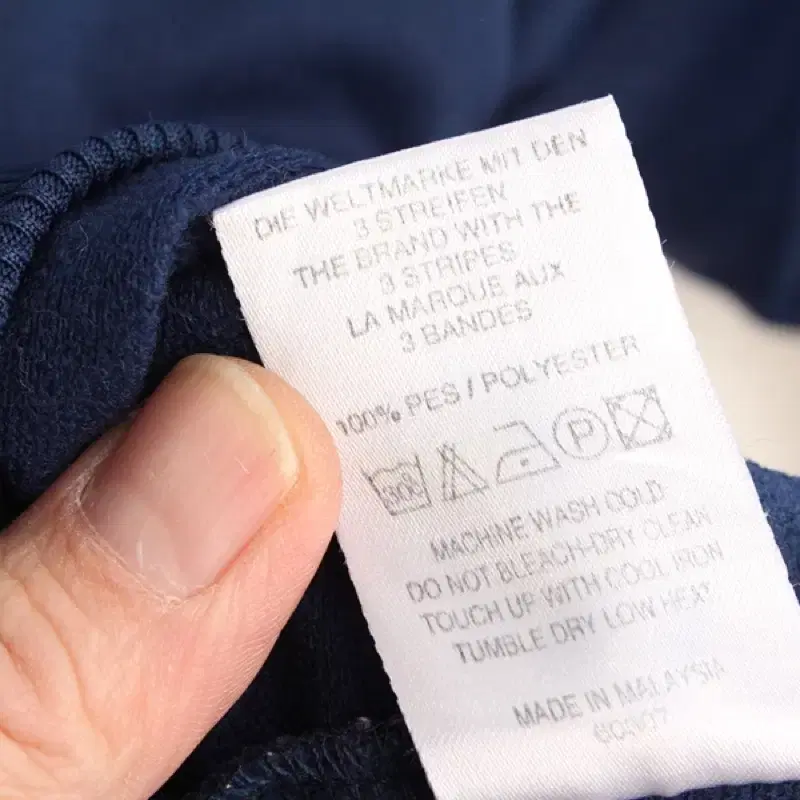 DIE WELTMARKE MIT DEN
3 STREIFEN
THE BRAND WITH THE
3 STRIPES
LA MARQUE AUX
3 BANDES
100% PES / POLYESTER
30° P
MACHINE WASH COLD-
DO NOT BLEACH-DRY CLEAN
TOUCH UP WITH COOL IRON
TUMBLE DRY LOW HEAT
MADE IN MALAYSIA